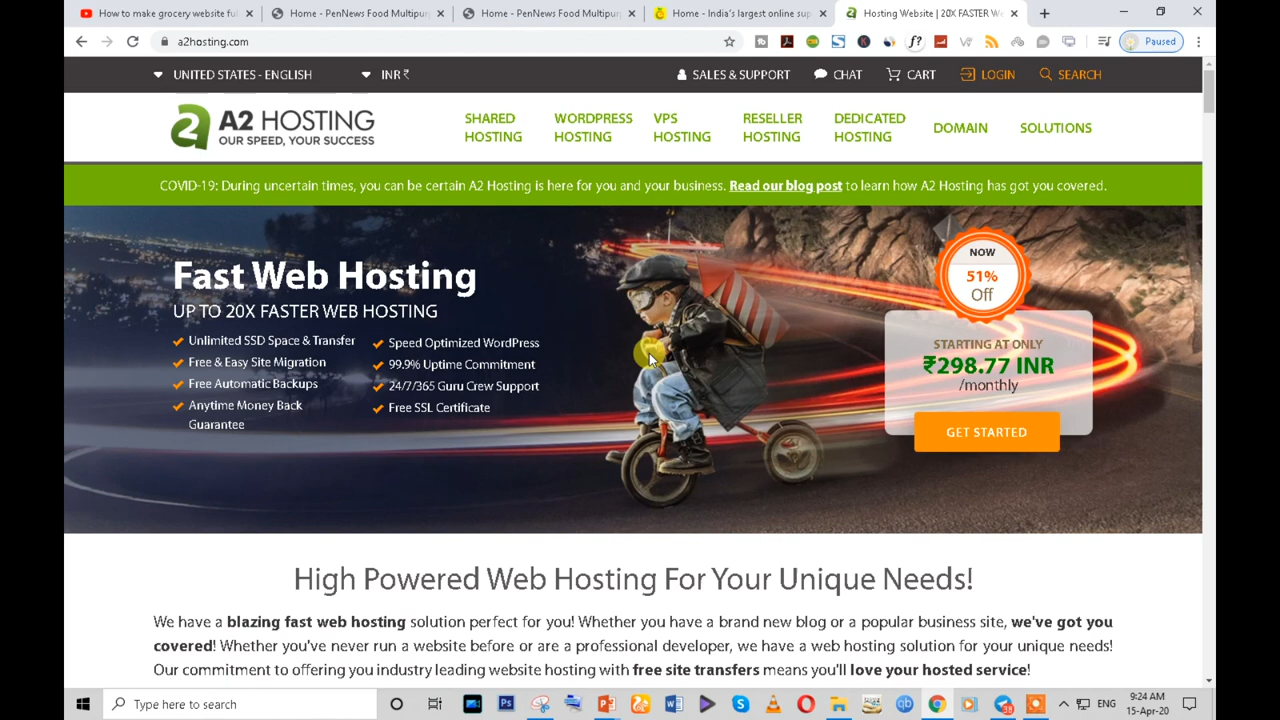 How to make grocery website ful
Home - PenNews Food Multipur
Home - PenNews Food Multipur
Home - India's largest online sup
Hosting Website | 20X FASTER We
a2hosting.com
Paused
UNITED STATES - ENGLISH
INR ₹
SALES & SUPPORT
CHAT
CART
LOGIN
SEARCH
A2 HOSTING
OUR SPEED, YOUR SUCCESS
SHARED
HOSTING
WORDPRESS
HOSTING
VPS
HOSTING
RESELLER
HOSTING
DEDICATED
HOSTING
DOMAIN
SOLUTIONS
COVID-19: During uncertain times, you can be certain A2 Hosting is here for you and your business. Read our blog post to learn how A2 Hosting has got you covered.
Fast Web Hosting
UP TO 20X FASTER WEB HOSTING
Unlimited SSD Space & Transfer
Free & Easy Site Migration
Free Automatic Backups
Anytime Money Back
Guarantee
Speed Optimized WordPress
99.9% Uptime Commitment
24/7/365 Guru Crew Support
Free SSL Certificate
NOW
51%
Off
STARTING AT ONLY
₹298.77 INR
/monthly
GET STARTED
High Powered Web Hosting For Your Unique Needs!
We have a blazing fast web hosting solution perfect for you! Whether you have a brand new blog or a popular business site, we've got you
covered! Whether you've never run a website before or are a professional developer, we have a web hosting solution for your unique needs!
Our commitment to offering you industry leading website hosting with free site transfers means you'll love your hosted service!
Type here to search
ENG
9:24 AM
15-Apr-20